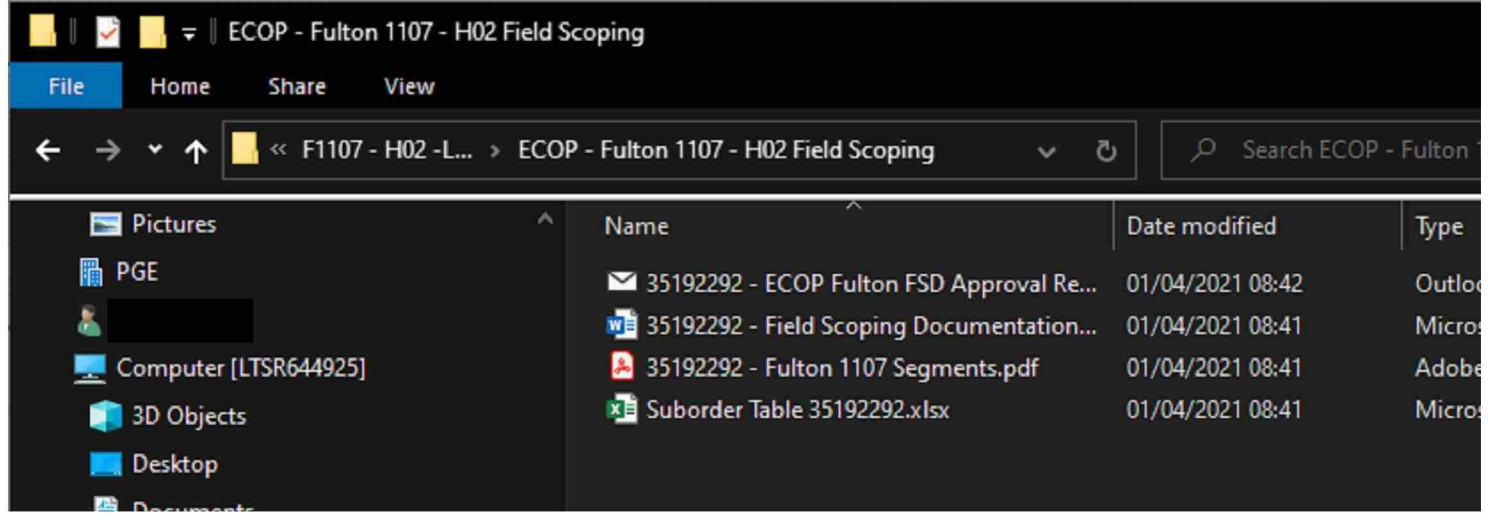 ECOP - Fulton 1107 - H02 Field Scoping
File Home Share View
« F1107 - H02 -L... > ECOP - Fulton 1107 - H02 Field Scoping Search ECOP - Fulton
Pictures
PGE
Computer [LTSR644925]
3D Objects
Desktop
Documents
Name Date modified Type
35192292 - ECOP Fulton FSD Approval Re... 01/04/2021 08:42 Outlo
35192292 - Field Scoping Documentation... 01/04/2021 08:41 Micro
35192292 - Fulton 1107 Segments.pdf 01/04/2021 08:41 Adobe
Suborder Table 35192292.xlsx 01/04/2021 08:41 Micro